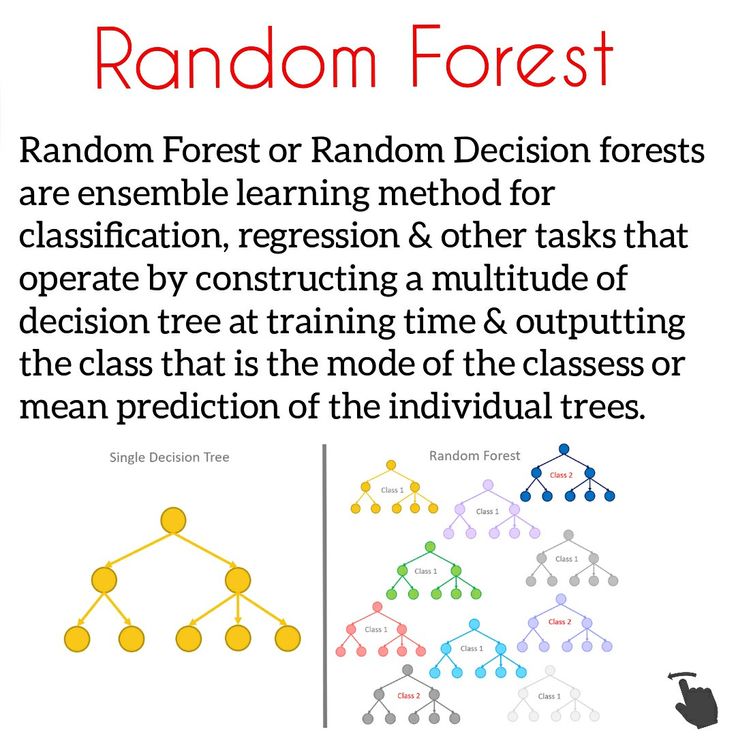 Random Forest
Random Forest or Random Decision forests
are ensemble learning method for
classification, regression & other tasks that
operate by constructing a multitude of
decision tree at training time & outputting
the class that is the mode of the classess or
mean prediction of the individual trees.
Single Decision Tree
Random Forest
Class 2
Class 1
Class 1
Class 1
Class 1
Class 2
Class 1
Class 1
Class 2
Class 1